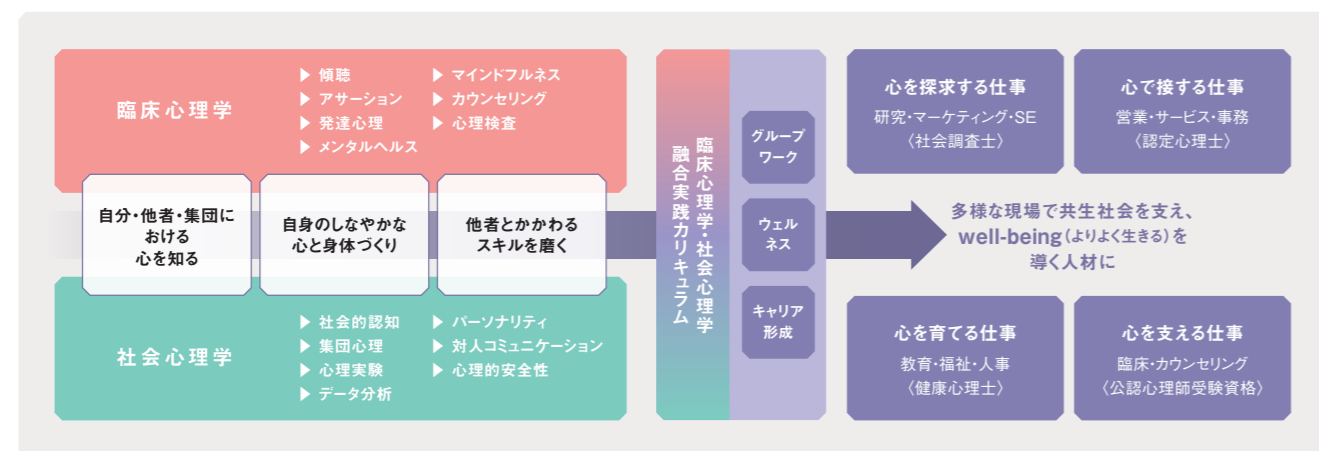 臨床心理学
▶ 傾聴
▶ アサーション
▶ 発達心理
▶ メンタルヘルス
▶ マインドフルネス
▶ カウンセリング
▶ 心理検査
自分・他者・集団に
おける
心を知る
自身のしなやかな
心と身体づくり
他者とかかわる
スキルを磨く
社会心理学
▶ 社会的認知
▶ 集団心理
▶ 心理実験
▶ データ分析
▶ パーソナリティ
▶ 対人コミュニケーション
▶ 心理的安全性
臨床心理学・社会心理学
融合実践カリキュラム
グループ
ワーク
ウェル
ネス
キャリア
形成
心を探求する仕事
研究・マーケティング・SE
〈社会調査士〉
心で接する仕事
営業・サービス・事務
〈認定心理士〉
多様な現場で共生社会を支え、
well-being(よりよく生きる)を
導く人材に
心を育てる仕事
教育・福祉・人事
〈健康心理士〉
心を支える仕事
臨床・カウンセリング
〈公認心理師受験資格〉